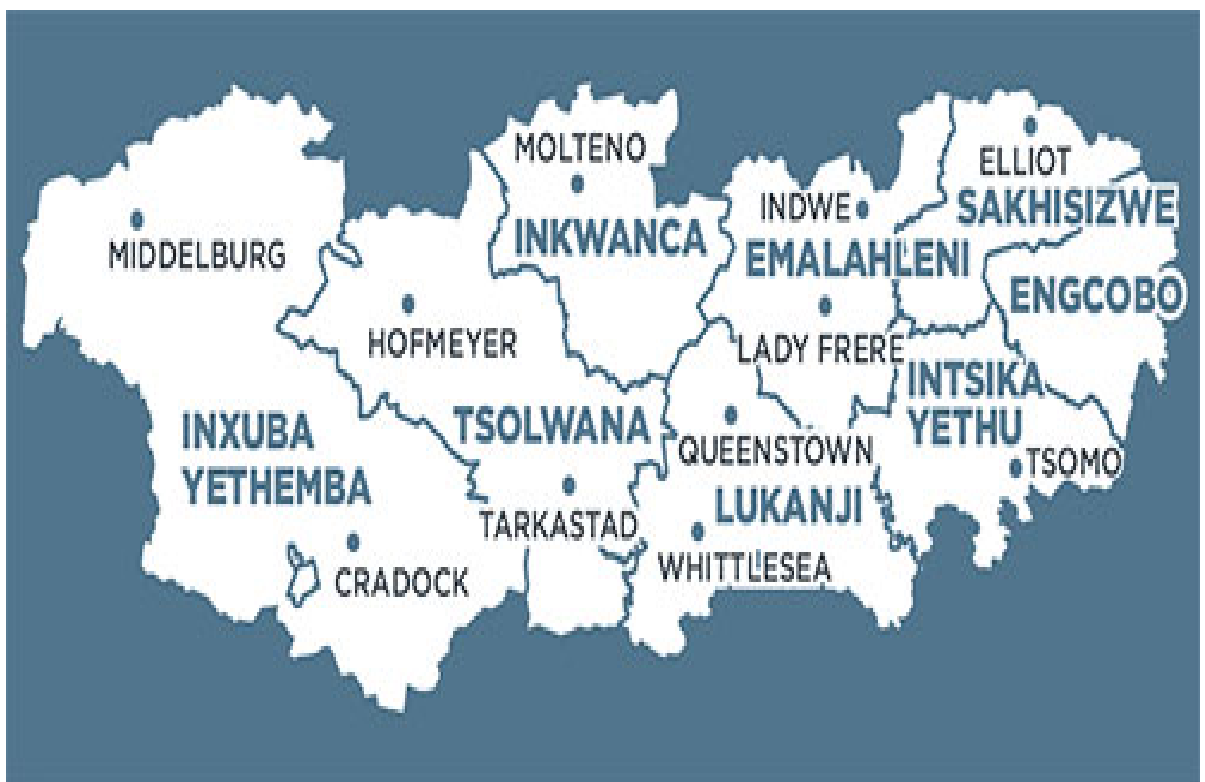 MOLTENO
ELLIOT
INDWE
SAKHISIZWE
MIDDELBURG
INKWANCA
EMALAHLENI
ENGCOBO
HOFMEYER
LADY FRERE
INTSIKA
YETHU
INXUBA
YETHEMBA
TSOLWANA
QUEENSTOWN
TSOMO
LUKANJI
TARKASTAD
WHITTLESEA
CRADOCK